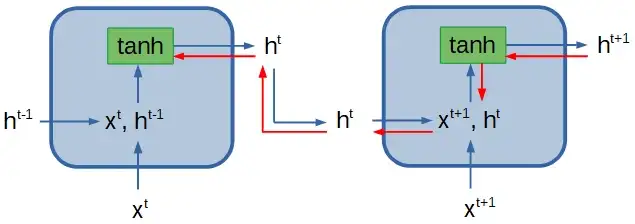 tanh
h^t
tanh
h^{t+1}
h^{t-1}
x^t, h^{t-1}
h^t
x^{t+1}, h^t
x^t
x^{t+1}